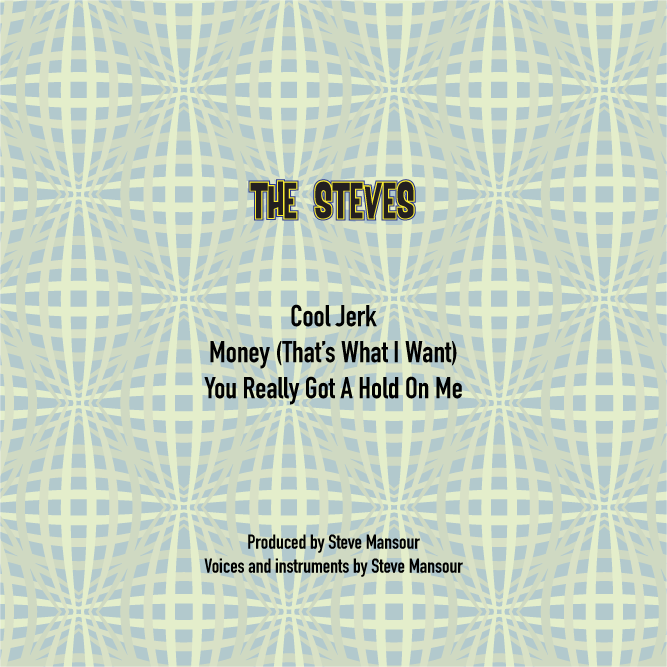 THE STEVES
Cool Jerk
Money (That's What I Want)
You Really Got A Hold On Me
Produced by Steve Mansour
Voices and instruments by Steve Mansour